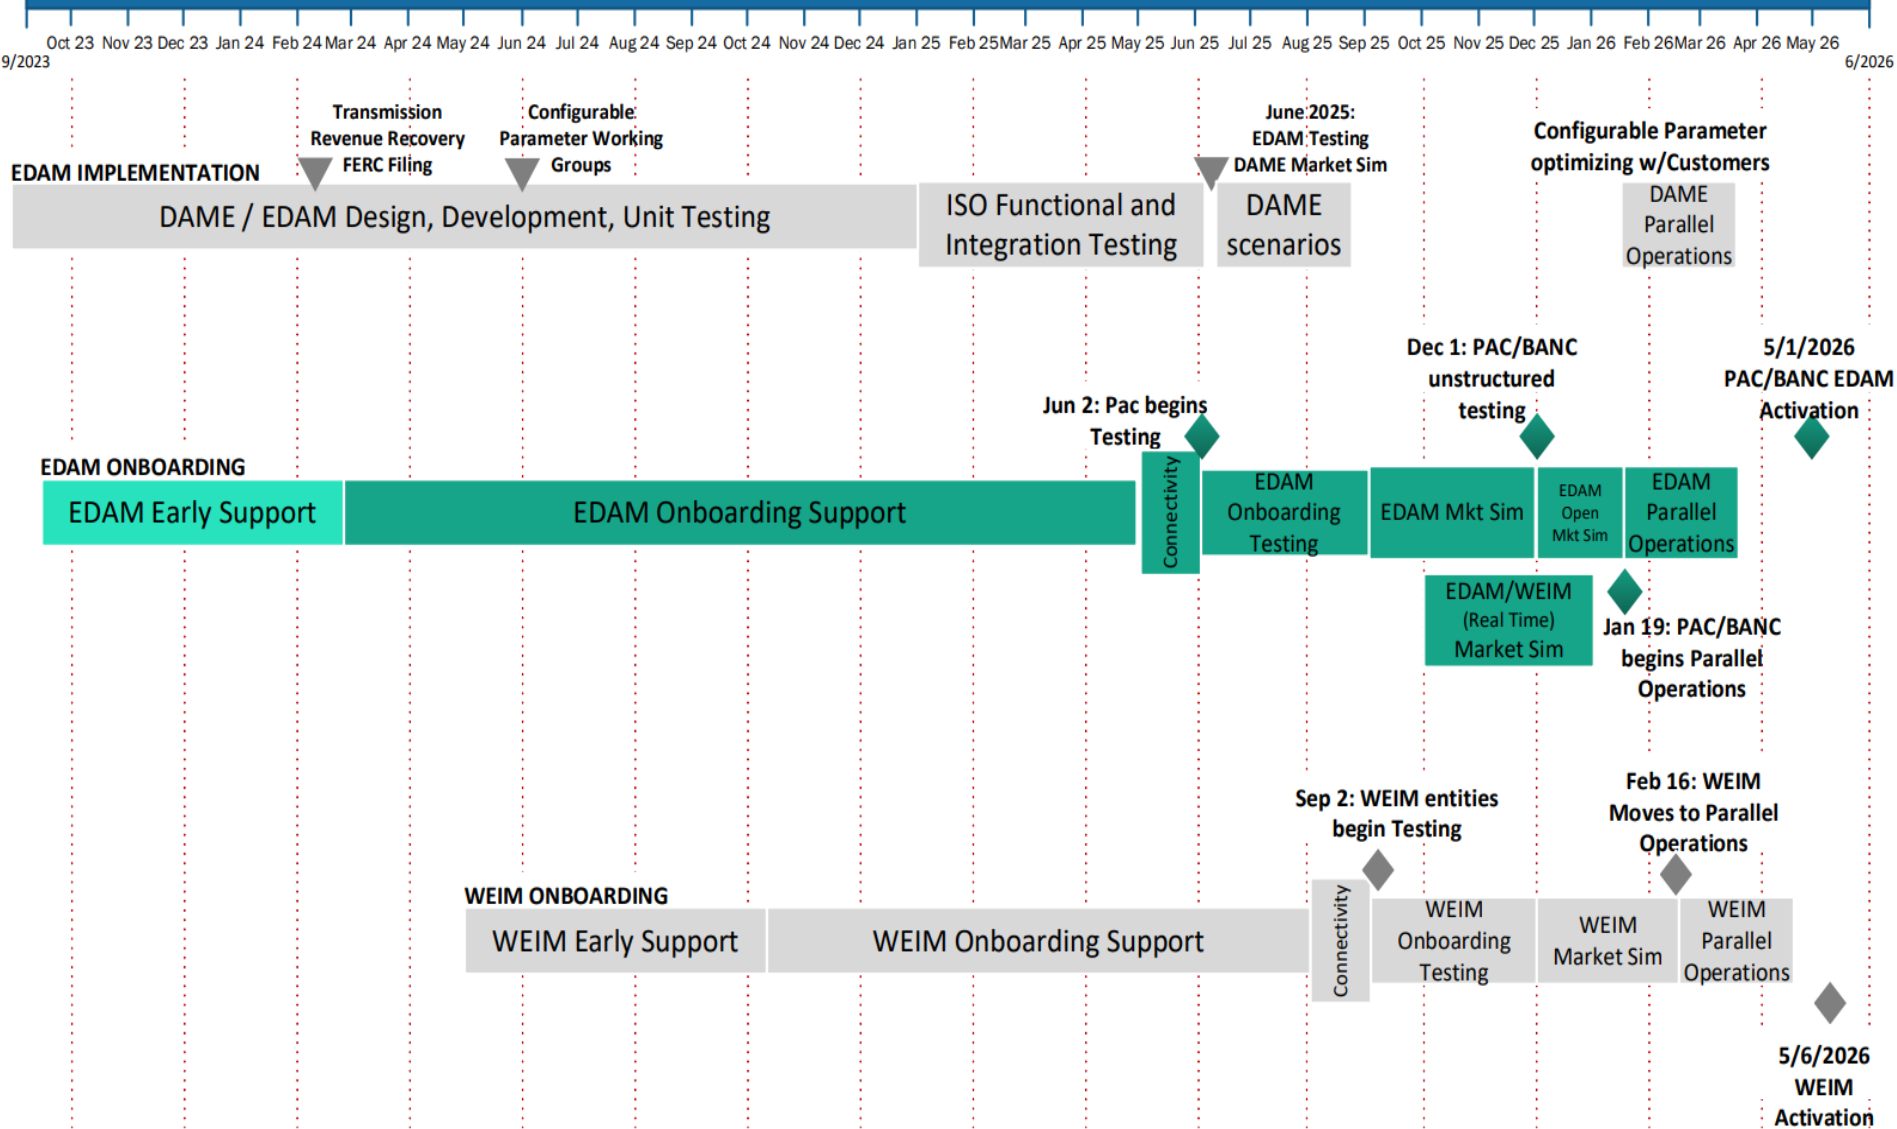 Oct 23 Nov 23 Dec 23 Jan 24 Feb 24 Mar 24 Apr 24 May 24 Jun 24 Jul 24 Aug 24 Sep 24 Oct 24 Nov 24 Dec 24 Jan 25 Feb 25 Mar 25 Apr 25 May 25 Jun 25 Jul 25 Aug 25 Sep 25 Oct 25 Nov 25 Dec 25 Jan 26 Feb 26 Mar 26 Apr 26 May 26
9/2023
6/2026
Transmission
Revenue Recovery
FERC Filing
Configurable
Parameter Working
Groups
June 2025:
EDAM Testing
DAME Market Sim
Configurable Parameter
optimizing w/Customers
EDAM IMPLEMENTATION
DAME / EDAM Design, Development, Unit Testing
ISO Functional and
Integration Testing
DAME
scenarios
DAME
Parallel
Operations
Jun 2: Pac begins
Testing
Dec 1: PAC/BANC
unstructured
testing
5/1/2026
PAC/BANC EDAM
Activation
EDAM ONBOARDING
EDAM Early Support
EDAM Onboarding Support
Connectivity
EDAM
Onboarding
Testing
EDAM Mkt Sim
EDAM
Open
Mkt Sim
EDAM
Parallel
Operations
EDAM/WEIM
(Real Time)
Market Sim
Jan 19: PAC/BANC
begins Parallel
Operations
Sep 2: WEIM entities
begin Testing
Feb 16: WEIM
Moves to Parallel
Operations
WEIM ONBOARDING
WEIM Early Support
WEIM Onboarding Support
Connectivity
WEIM
Onboarding
Testing
WEIM
Market Sim
WEIM
Parallel
Operations
5/6/2026
WEIM
Activation